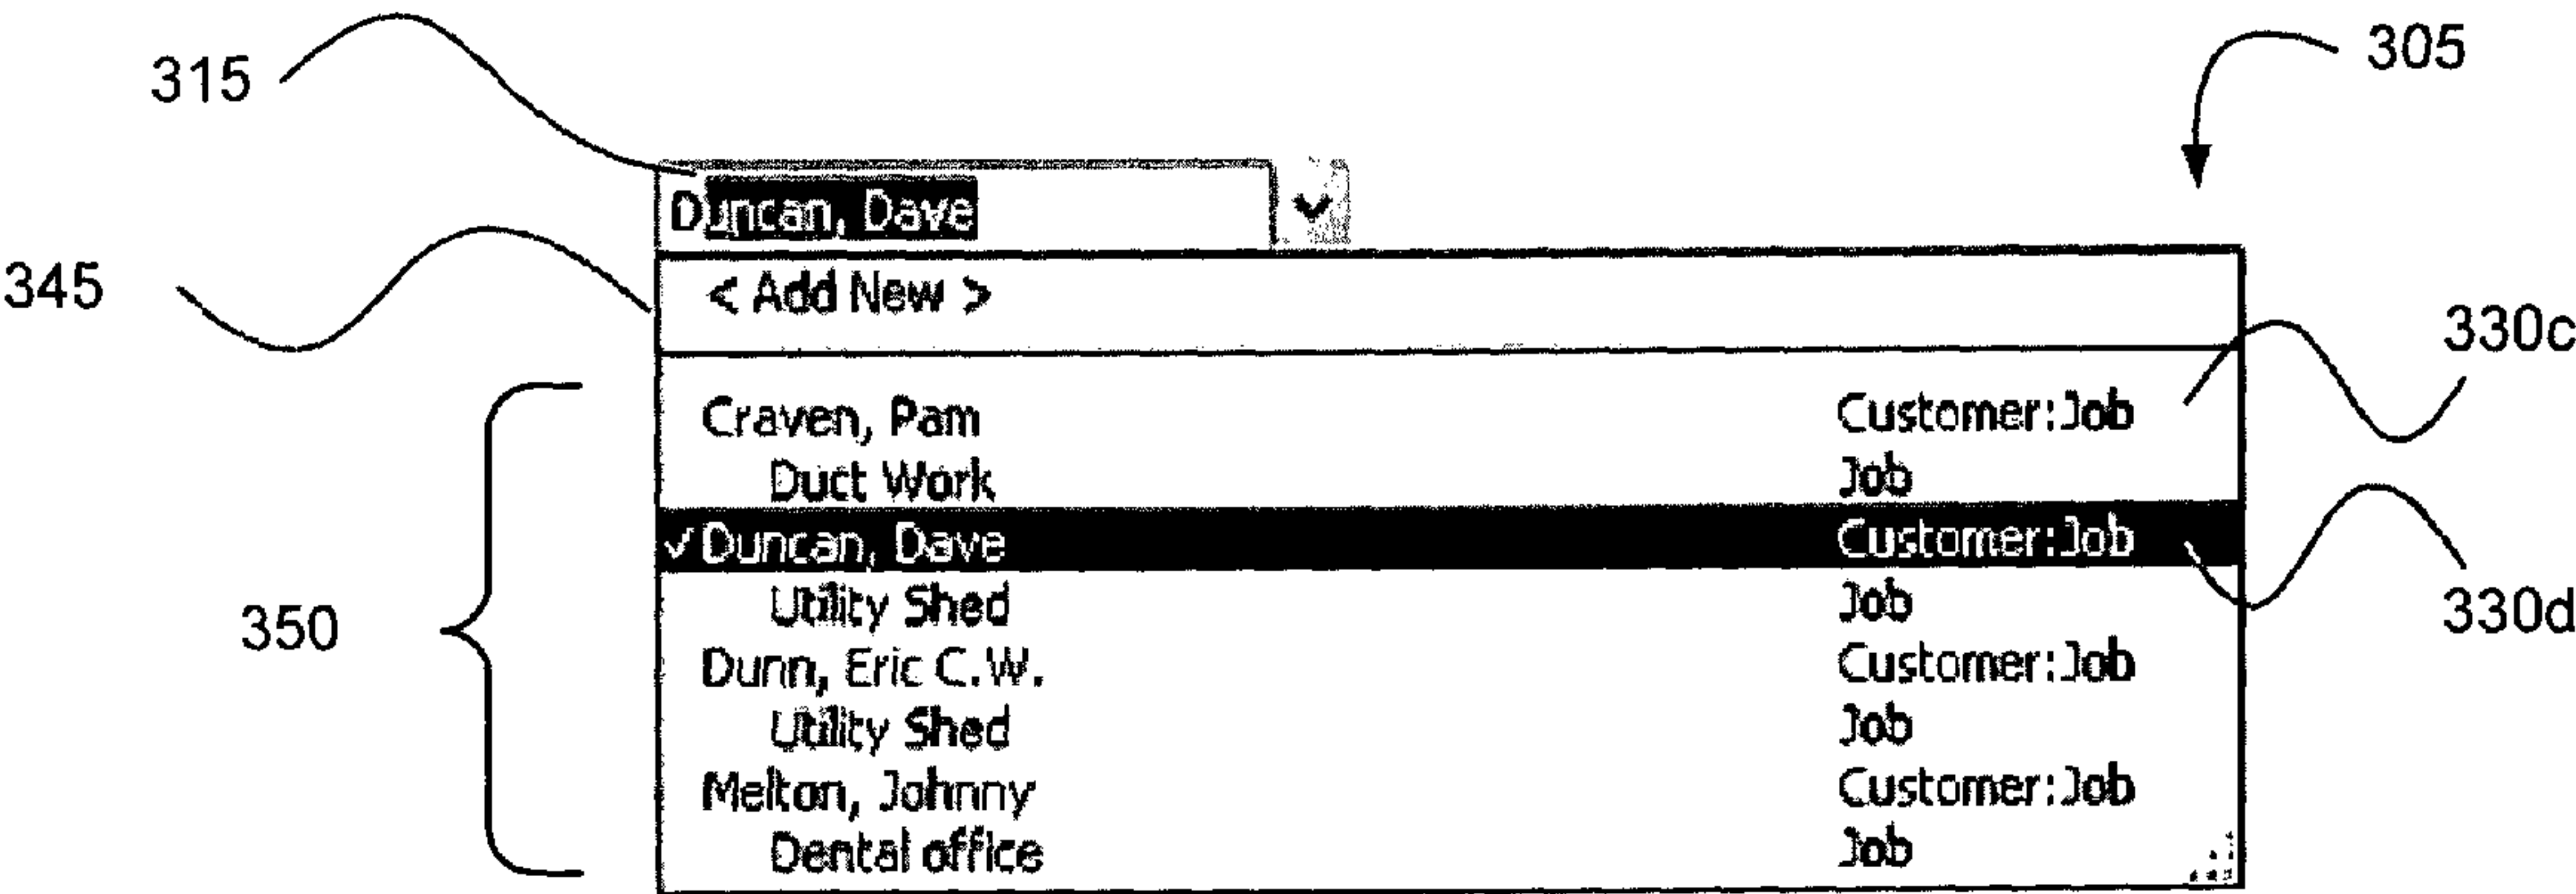 315
305
Duncan, Dave
345
< Add New >
330c
Craven, Pam Customer:Job
Duct Work Job
✓ Duncan, Dave Customer:Job
350
Utility Shed Job
330d
Dunn, Eric C.W. Customer:Job
Utility Shed Job
Melton, Johnny Customer:Job
Dental office Job